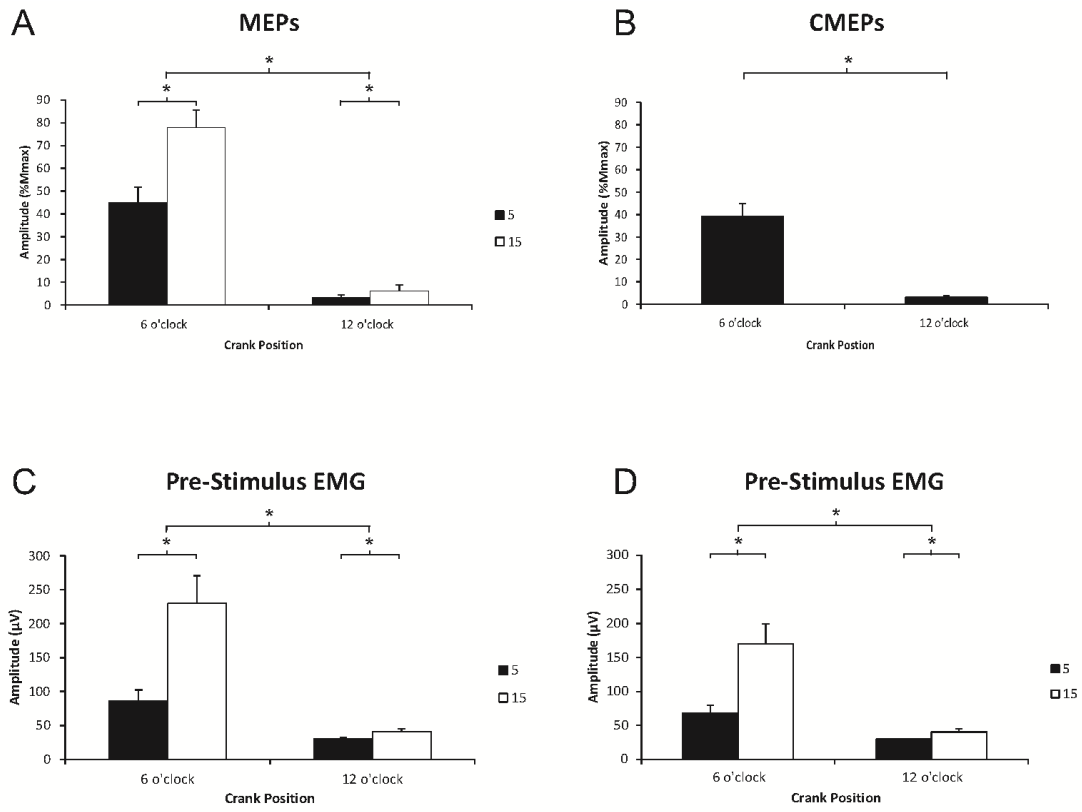 A
MEPs
*
*
*
90
80
70
60
50
40
30
20
10
0
Amplitude (%Mmax)
6 o'clock
12 o'clock
Crank Position
5
15
B
CMEPs
*
90
80
70
60
50
40
30
20
10
0
Amplitude (%Mmax)
6 o'clock
12 o'clock
Crank Postion
C
Pre-Stimulus EMG
*
*
*
300
250
200
150
100
50
0
Amplitude (µV)
6 o'clock
12 o'clock
Crank Position
5
15
D
Pre-Stimulus EMG
*
*
*
300
250
200
150
100
50
0
Amplitude (µV)
6 o'clock
12 o'clock
Crank Position
5
15